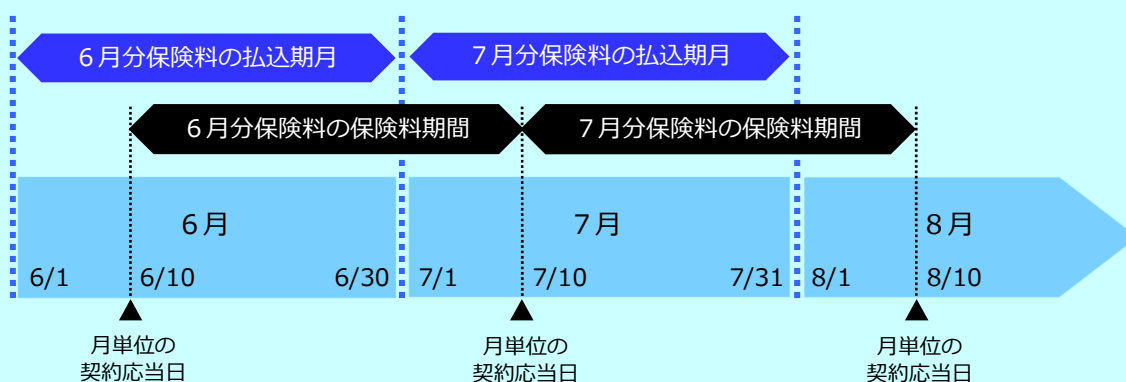 ６月分保険料の払込期月
７月分保険料の払込期月
６月分保険料の保険料期間
７月分保険料の保険料期間
６月
７月
８月
6/1
6/10
6/30
7/1
7/10
7/31
8/1
8/10
月単位の
契約応当日
月単位の
契約応当日
月単位の
契約応当日